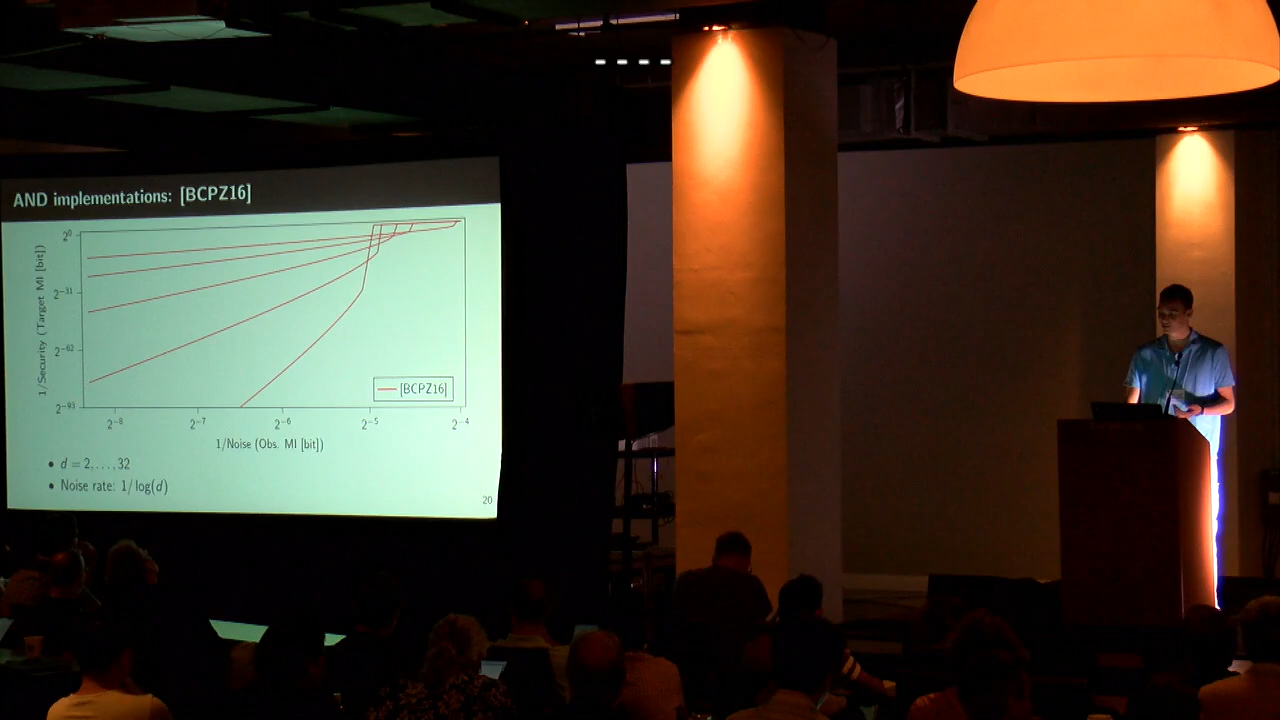 AND implementations: [BCPZ16]
1/Security (Target MI [bit])
2^0
2^-31
2^-62
2^-93
2^-8
2^-7
2^-6
2^-5
2^-4
[BCPZ16]
1/Noise (Obs. MI [bit])
• d = 2, . . . , 32
• Noise rate: 1/ log(d)
20